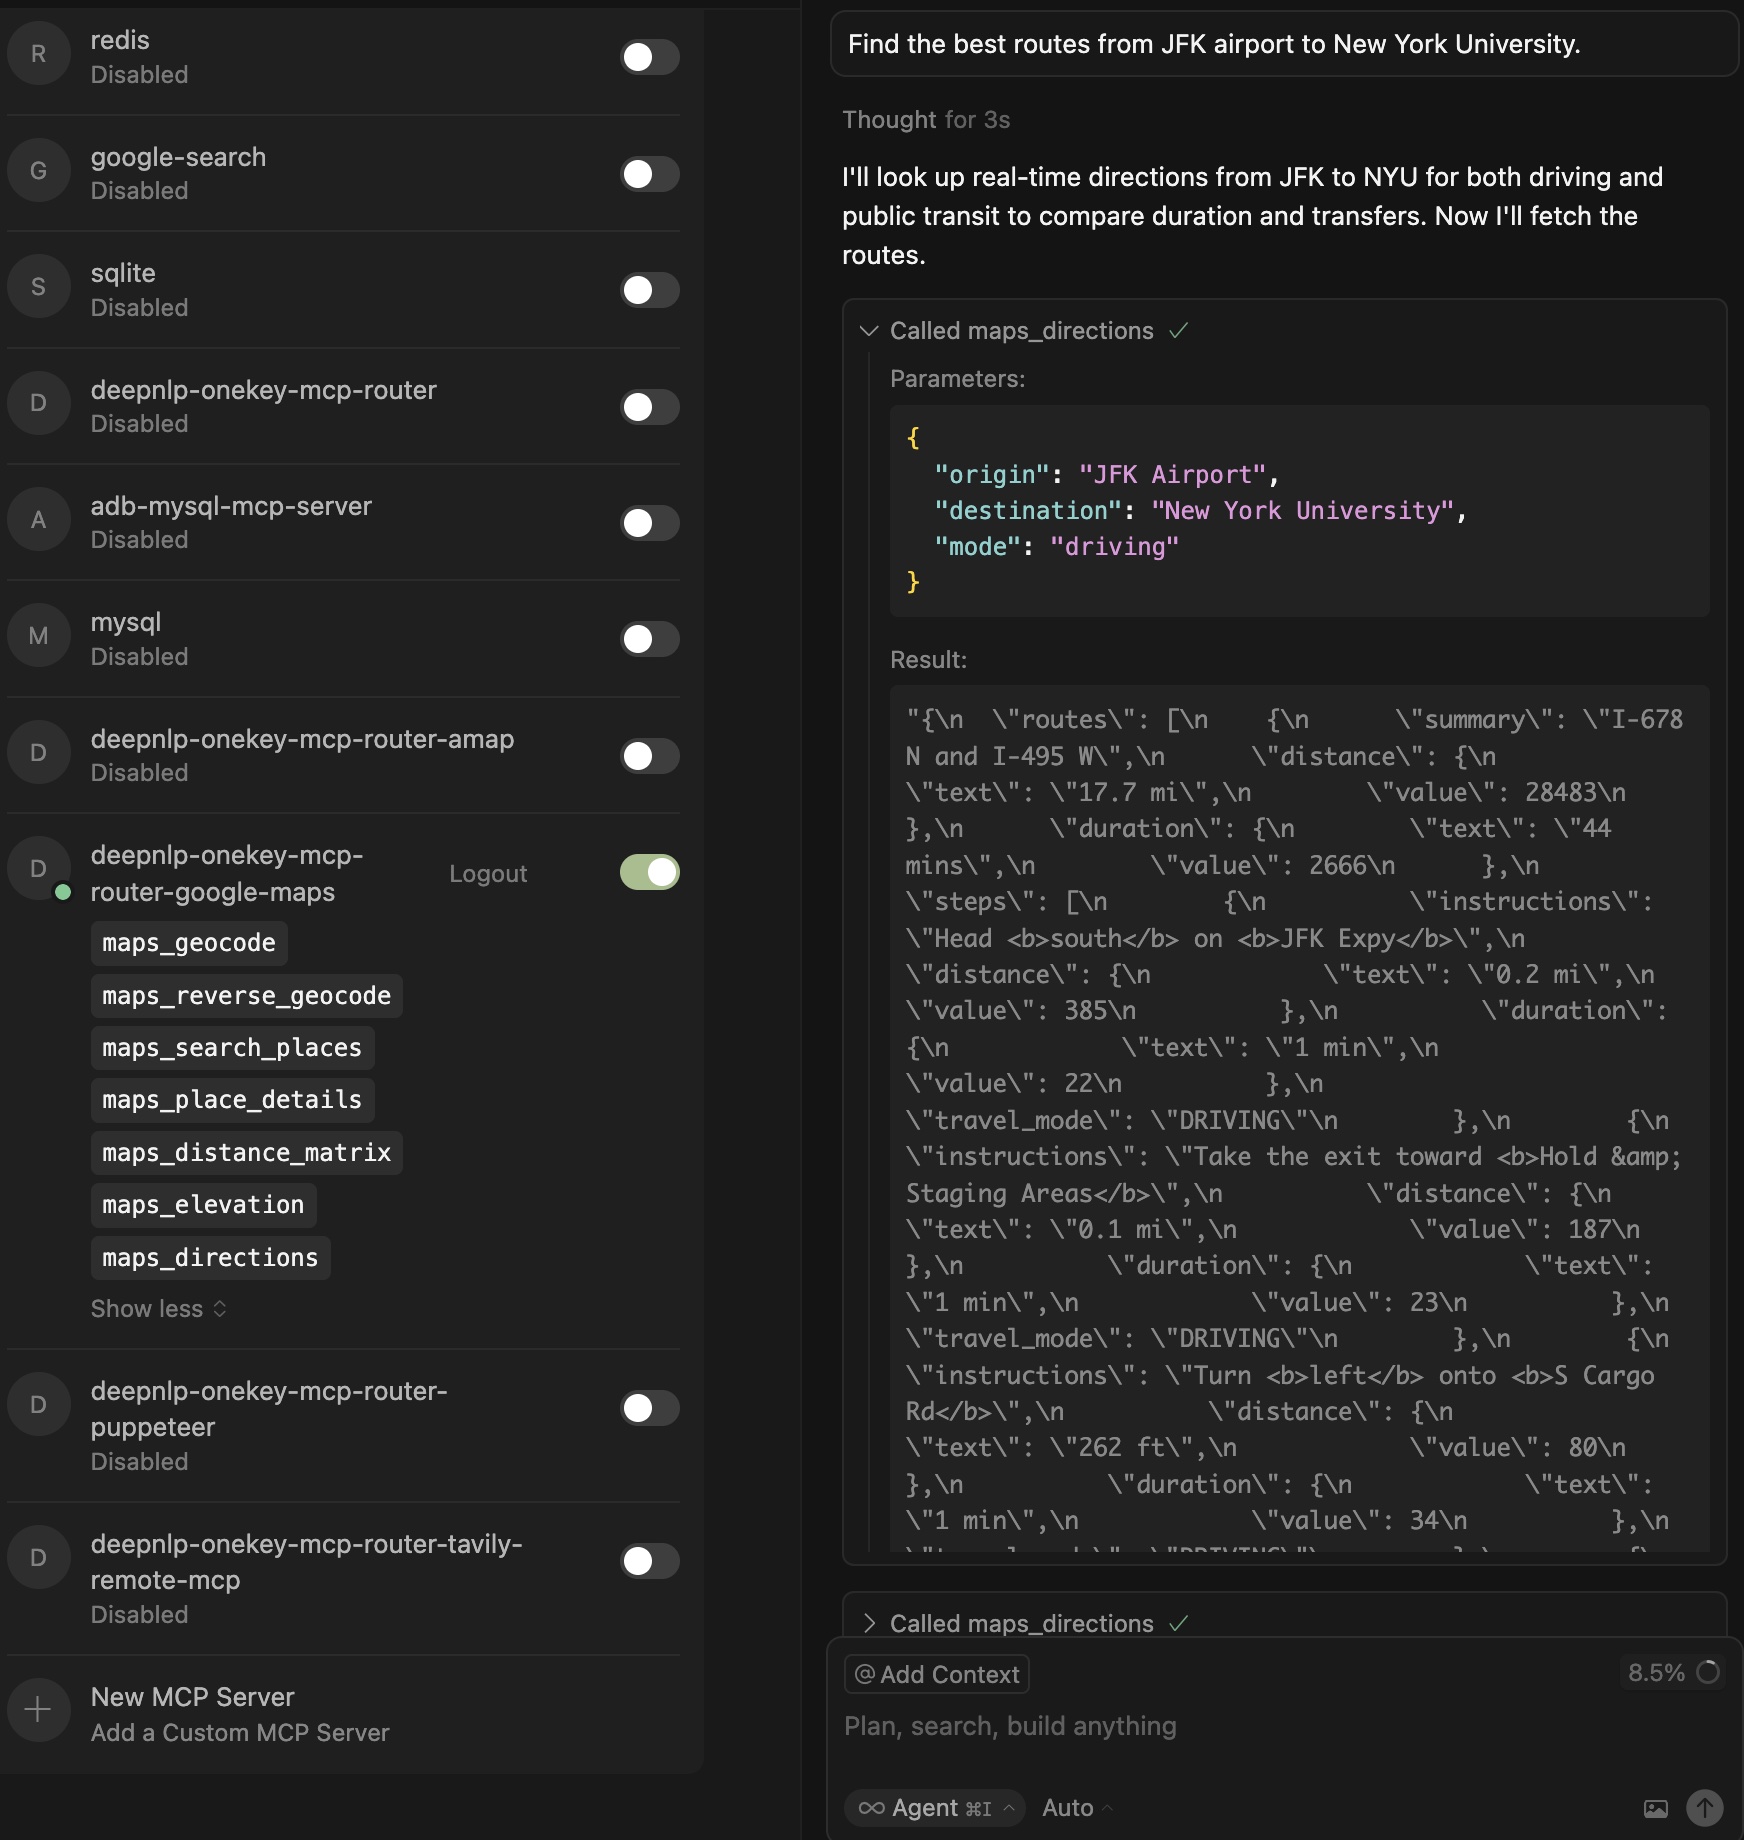 R
redis
Disabled
G
google-search
Disabled
S
sqlite
Disabled
D
deepnlp-onekey-mcp-router
Disabled
A
adb-mysql-mcp-server
Disabled
M
mysql
Disabled
D
deepnlp-onekey-mcp-router-amap
Disabled
D
deepnlp-onekey-mcp-
router-google-maps
Logout
maps_geocode
maps_reverse_geocode
maps_search_places
maps_place_details
maps_distance_matrix
maps_elevation
maps_directions
Show less
D
deepnlp-onekey-mcp-router-
puppeteer
Disabled
D
deepnlp-onekey-mcp-router-tavily-
remote-mcp
Disabled
New MCP Server
Add a Custom MCP Server
Find the best routes from JFK airport to New York University.
Thought for 3s
I'll look up real-time directions from JFK to NYU for both driving and
public transit to compare duration and transfers. Now I'll fetch the
routes.
Called maps_directions
Parameters:
{
"origin": "JFK Airport",
"destination": "New York University",
"mode": "driving"
}
Result:
"{\n  \"routes\": [\n    {\n      \"summary\": \"I-678
N and I-495 W\",\n      \"distance\": {\n
\"text\": \"17.7 mi\",\n        \"value\": 28483\n
},\n      \"duration\": {\n        \"text\": \"44
mins\",\n        \"value\": 2666\n      },\n
\"steps\": [\n        {\n          \"instructions\":
\"Head <b>south</b> on <b>JFK Expy</b>\",\n
\"distance\": {\n            \"text\": \"0.2 mi\",\n
\"value\": 385\n          },\n          \"duration\":
{\n            \"text\": \"1 min\",\n
\"value\": 22\n          },\n
\"travel_mode\": \"DRIVING\"\n        },\n        {\n
\"instructions\": \"Take the exit toward <b>Hold &amp;
Staging Areas</b>\",\n          \"distance\": {\n
\"text\": \"0.1 mi\",\n            \"value\": 187\n
},\n          \"duration\": {\n            \"text\":
\"1 min\",\n            \"value\": 23\n          },\n
\"travel_mode\": \"DRIVING\"\n        },\n        {\n
\"instructions\": \"Turn <b>left</b> onto <b>S Cargo
Rd</b>\",\n          \"distance\": {\n
\"text\": \"262 ft\",\n            \"value\": 80\n
},\n          \"duration\": {\n            \"text\":
\"1 min\",\n            \"value\": 34\n          },\n
Called maps_directions
@ Add Context
8.5%
Plan, search, build anything
Agent ⌘I
Auto